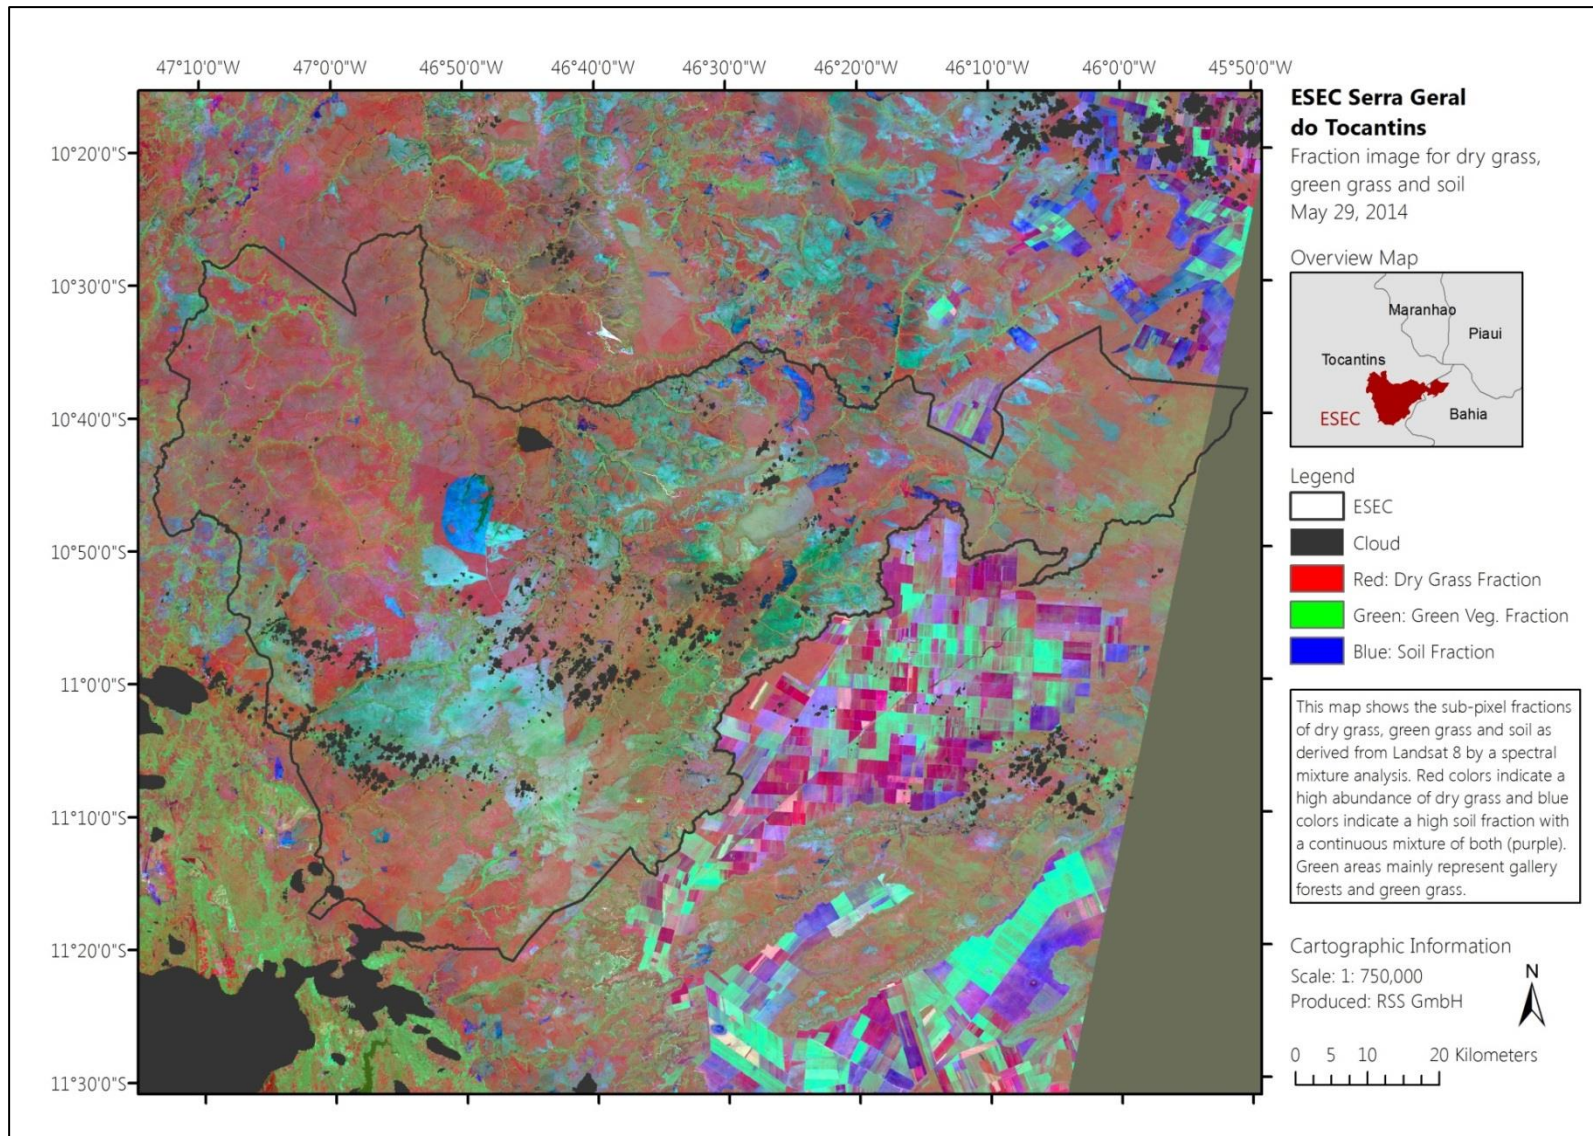 47°10'0"W 47°0'0"W 46°50'0"W 46°40'0"W 46°30'0"W 46°20'0"W 46°10'0"W 46°0'0"W 45°50'0"W
10°20'0"S
10°30'0"S
10°40'0"S
10°50'0"S
11°0'0"S
11°10'0"S
11°20'0"S
11°30'0"S
ESEC Serra Geral
do Tocantins
Fraction image for dry grass,
green grass and soil
May 29, 2014
Overview Map
Maranhao
Piaui
Tocantins
Bahia
ESEC
Legend
ESEC
Cloud
Red: Dry Grass Fraction
Green: Green Veg. Fraction
Blue: Soil Fraction
This map shows the sub-pixel fractions
of dry grass, green grass and soil as
derived from Landsat 8 by a spectral
mixture analysis. Red colors indicate a
high abundance of dry grass and blue
colors indicate a high soil fraction with
a continuous mixture of both (purple).
Green areas mainly represent gallery
forests and green grass.
Cartographic Information
Scale: 1: 750,000
Produced: RSS GmbH
N
0 5 10 20 Kilometers